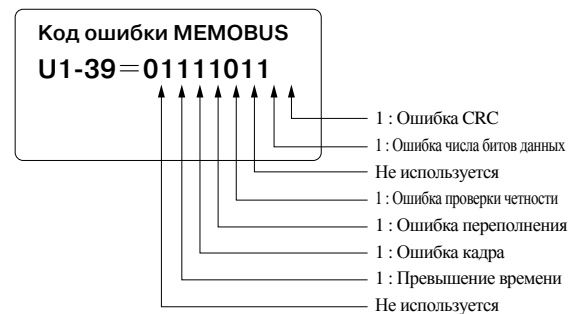 Код ошибки MEMOBUS
U1-39=01111011
1 : Ошибка CRC
1 : Ошибка числа битов данных
Не используется
1 : Ошибка проверки четности
1 : Ошибка переполнения
1 : Ошибка кадра
1 : Превышение времени
Не используется